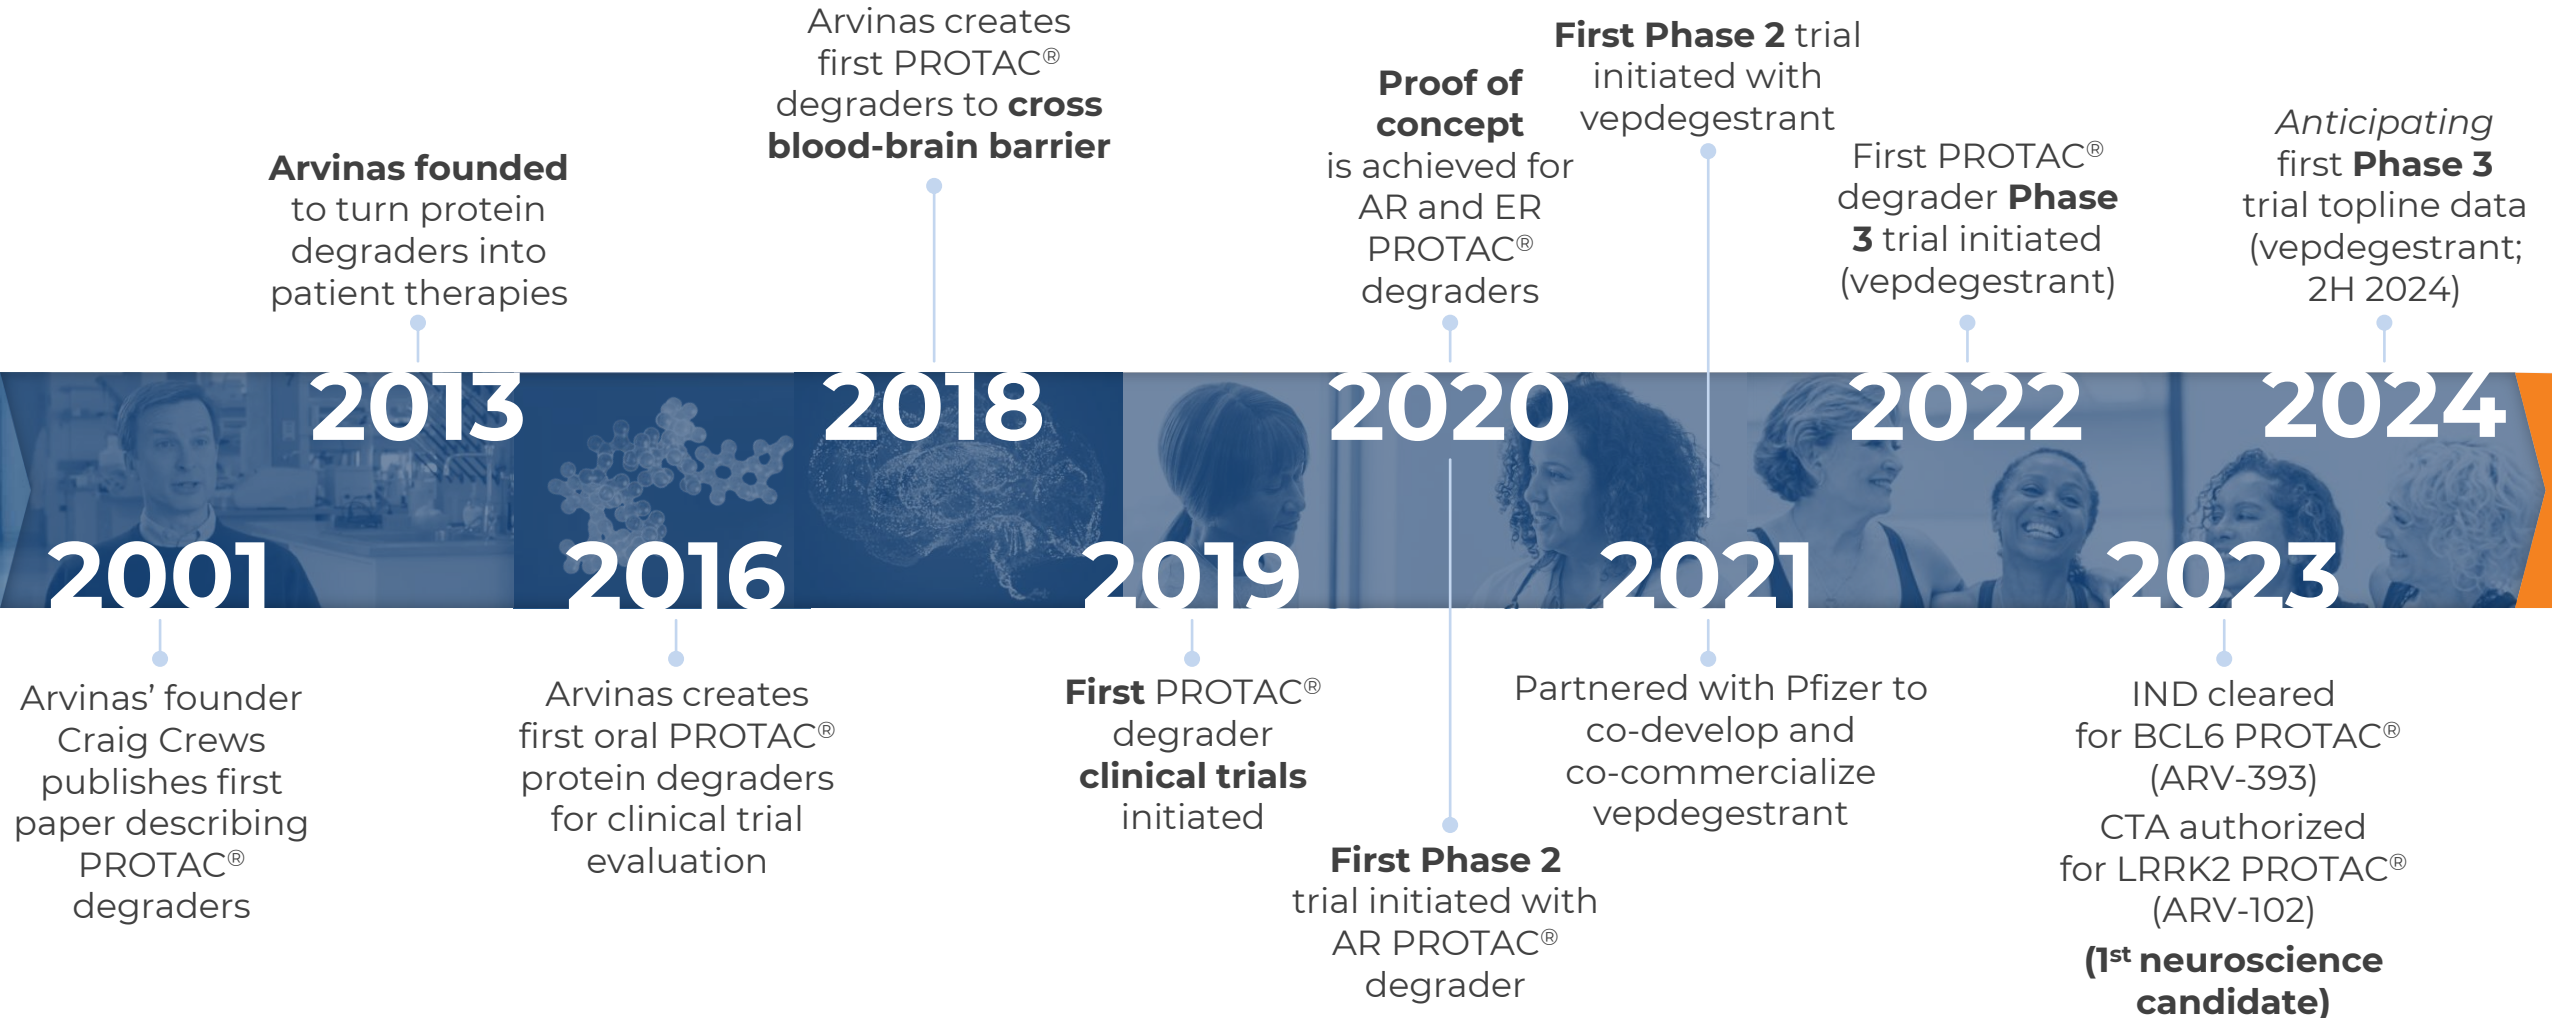 Arvinas creates
first PROTAC®
degraders to cross
blood-brain barrier
First Phase 2 trial
initiated with
vepdegestrant
Proof of
concept
is achieved for
AR and ER
PROTAC®
degraders
Anticipating
first Phase 3
trial topline data
(vepdegestrant;
2H 2024)
Arvinas founded
to turn protein
degraders into
patient therapies
First PROTAC®
degrader Phase
3 trial initiated
(vepdegestrant)
2013
2018
2020
2022
2024
2001
2016
2019
2021
2023
Arvinas’ founder
Craig Crews
publishes first
paper describing
PROTAC®
degraders
Arvinas creates
first oral PROTAC®
protein degraders
for clinical trial
evaluation
First PROTAC®
degrader
clinical trials
initiated
First Phase 2
trial initiated with
AR PROTAC®
degrader
Partnered with Pfizer to
co-develop and
co-commercialize
vepdegestrant
IND cleared
for BCL6 PROTAC®
(ARV-393)
CTA authorized
for LRRK2 PROTAC®
(ARV-102)
(1st neuroscience
candidate)